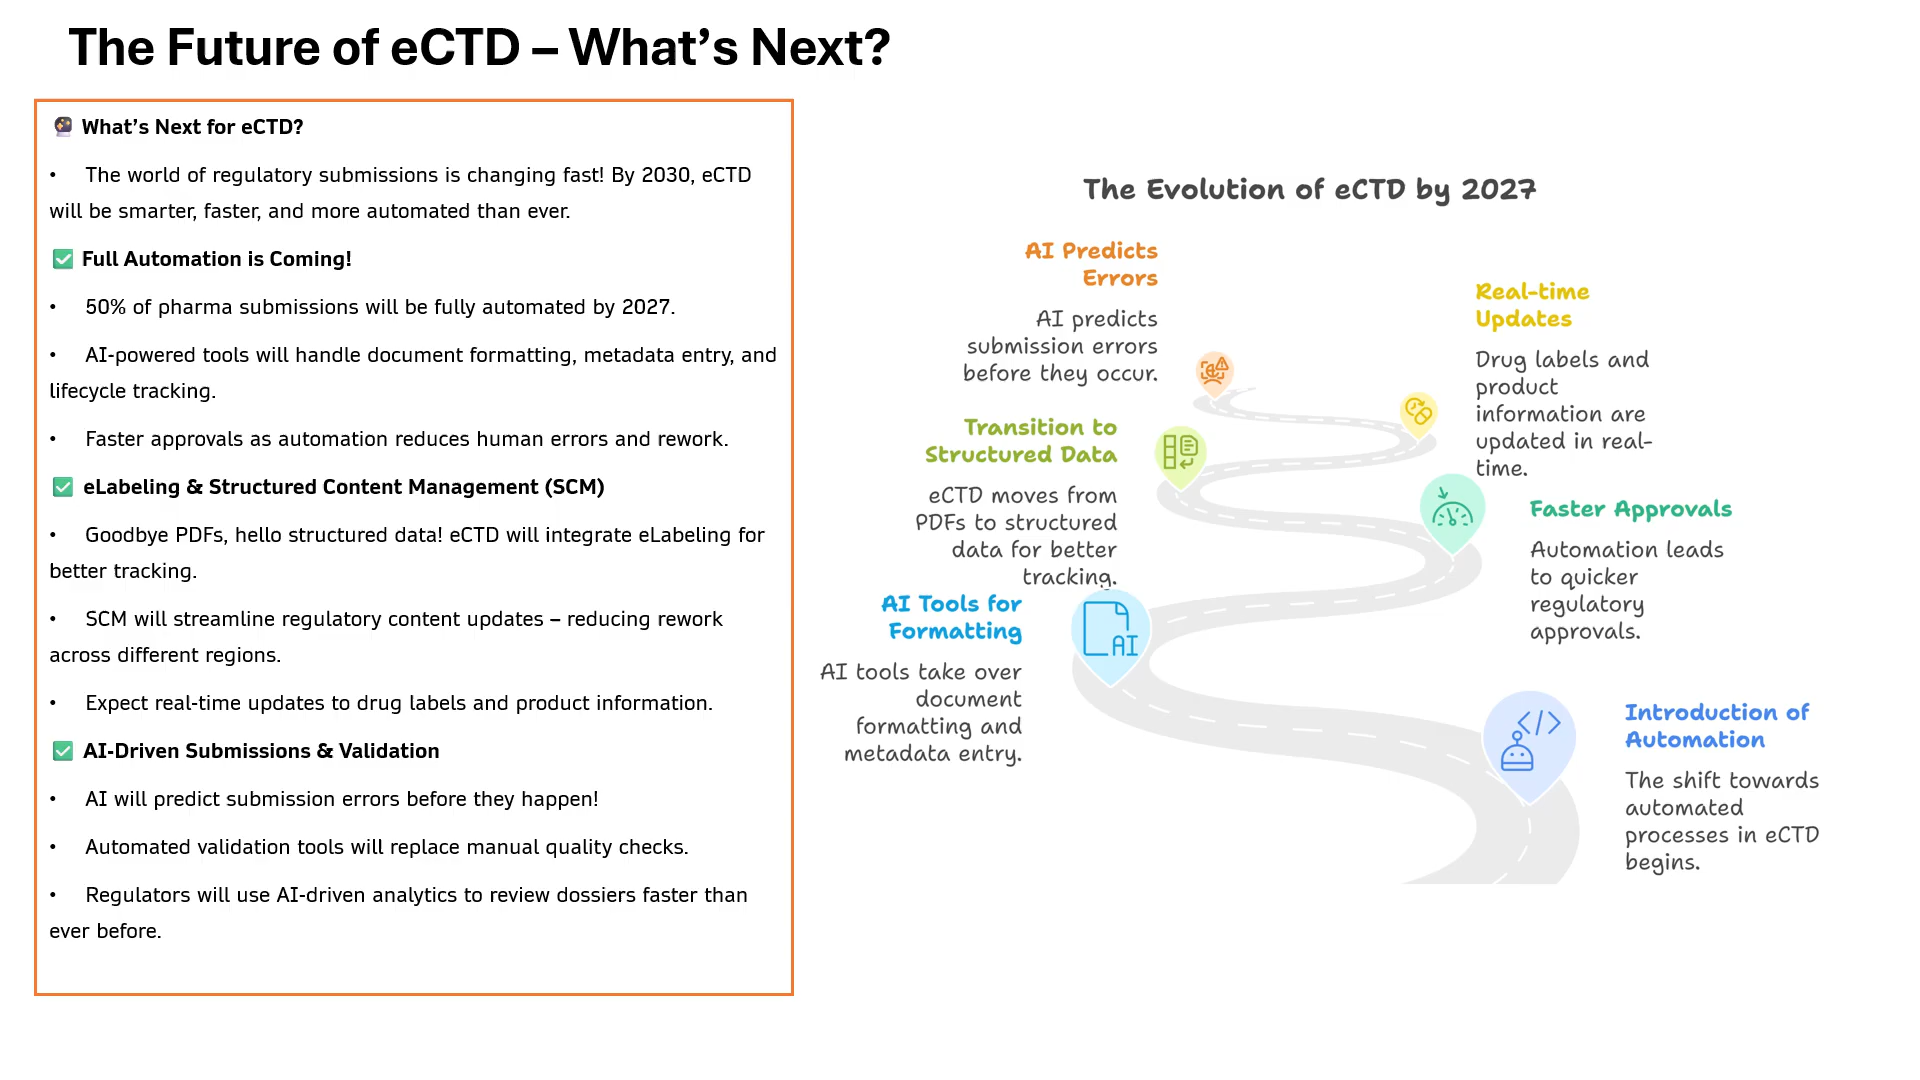 The Future of eCTD – What's Next?
🔮 What's Next for eCTD?
• The world of regulatory submissions is changing fast! By 2030, eCTD
will be smarter, faster, and more automated than ever.
✅ Full Automation is Coming!
• 50% of pharma submissions will be fully automated by 2027.
• AI-powered tools will handle document formatting, metadata entry, and
lifecycle tracking.
• Faster approvals as automation reduces human errors and rework.
✅ eLabeling & Structured Content Management (SCM)
• Goodbye PDFs, hello structured data! eCTD will integrate eLabeling for
better tracking.
• SCM will streamline regulatory content updates – reducing rework
across different regions.
• Expect real-time updates to drug labels and product information.
✅ AI-Driven Submissions & Validation
• AI will predict submission errors before they happen!
• Automated validation tools will replace manual quality checks.
• Regulators will use AI-driven analytics to review dossiers faster than
ever before.
The Evolution of eCTD by 2027
AI Predicts
Errors
AI predicts
submission errors
before they occur.
Real-time
Updates
Drug labels and
product
information are
updated in real-
time.
Transition to
Structured Data
eCTD moves from
PDFs to structured
data for better
tracking.
Faster Approvals
Automation leads
to quicker
regulatory
approvals.
AI Tools for
Formatting
AI tools take over
document
formatting and
metadata entry.
AI
Introduction of
Automation
The shift towards
automated
processes in eCTD
begins.